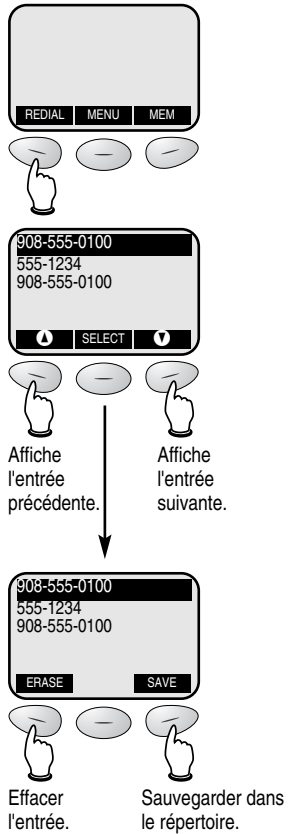 REDIAL MENU MEM
908-555-0100
555-1234
908-555-0100
SELECT
Affiche
l'entrée
précédente.
Affiche
l'entrée
suivante.
908-555-0100
555-1234
908-555-0100
ERASE SAVE
Effacer
l'entrée.
Sauvegarder dans
le répertoire.